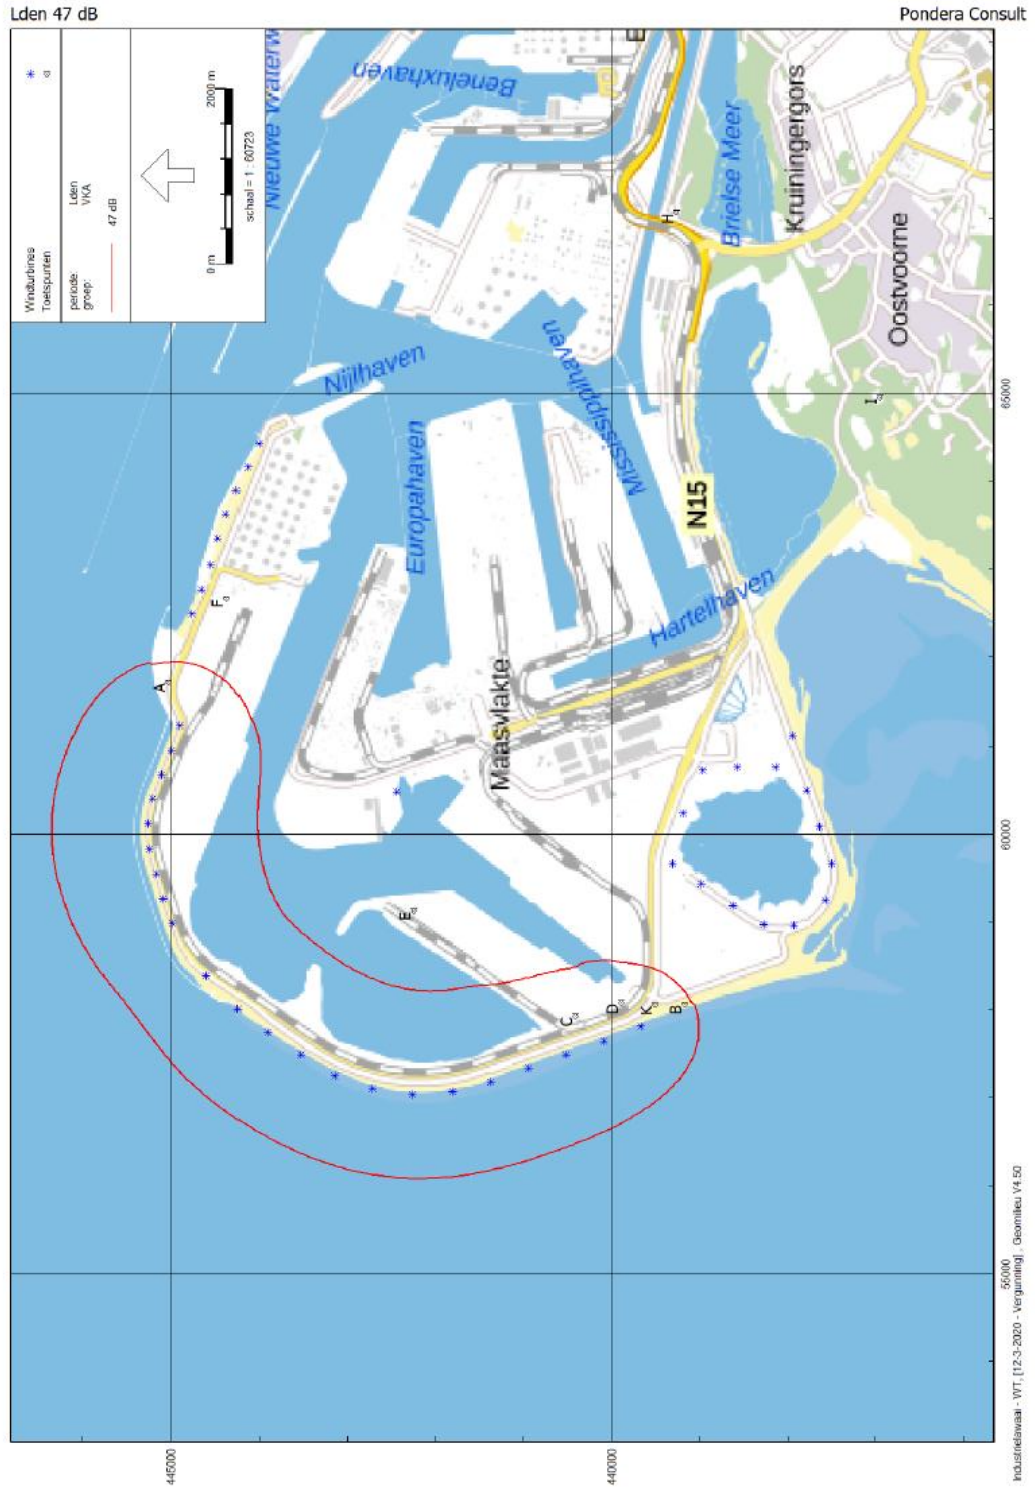 Lden 47 dB
Pondera Consult
Windturbines
Toetspunten
periode: Lden
groep: VKA
47 dB
0 m
2000 m
schaal = 1 : 60723
Nieuwe Waterw
Beneluxhaven
E
Brielse Meer
Kruiningergors
Oostvoorne
Nijlhaven
Europahaven
Mississippihaven
Hartelhaven
N15
Maasvlakte
A
F
E
C
D
K
B
H
I
65000
60000
55000
445000
440000
Industrielawaai - WT, [12-3-2020 - Vergunning] , Geomilieu V4.50